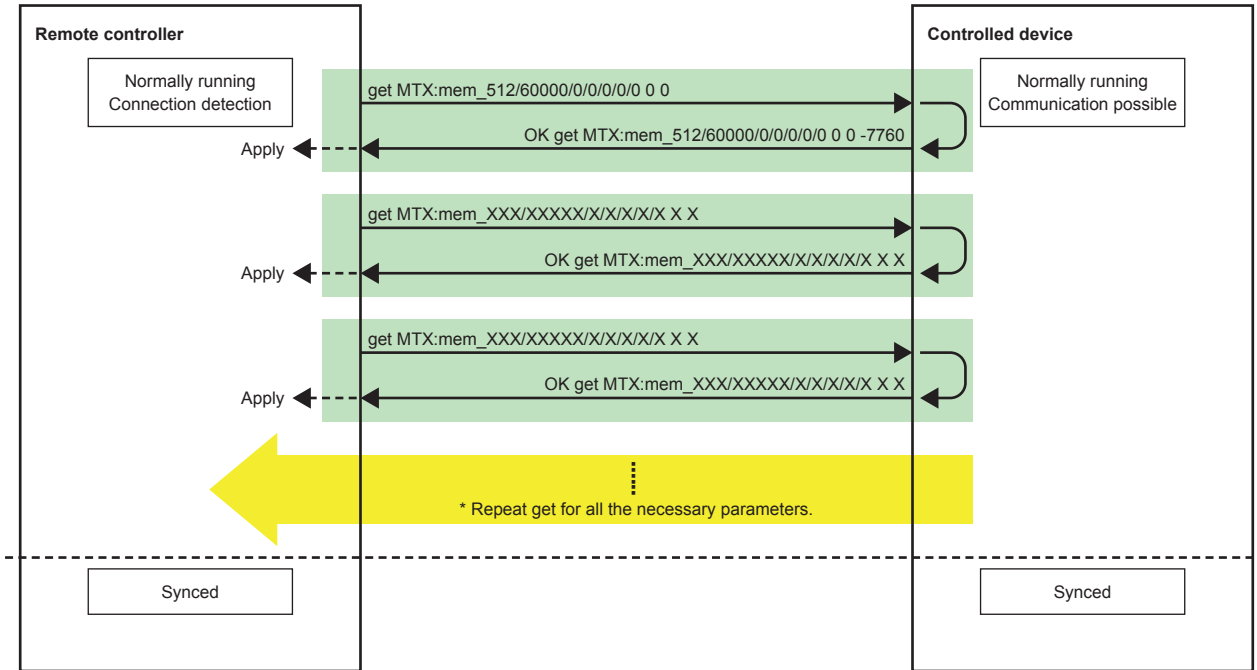 Remote controller
Controlled device
Normally running
Connection detection
Normally running
Communication possible
get MTX:mem_512/60000/0/0/0/0/0 0 0
OK get MTX:mem_512/60000/0/0/0/0/0 0 0 -7760
Apply
get MTX:mem_XXX/XXXXX/X/X/X/X/X X X
OK get MTX:mem_XXX/XXXXX/X/X/X/X/X X X
Apply
get MTX:mem_XXX/XXXXX/X/X/X/X/X X X
OK get MTX:mem_XXX/XXXXX/X/X/X/X/X X X
Apply
* Repeat get for all the necessary parameters.
Synced
Synced